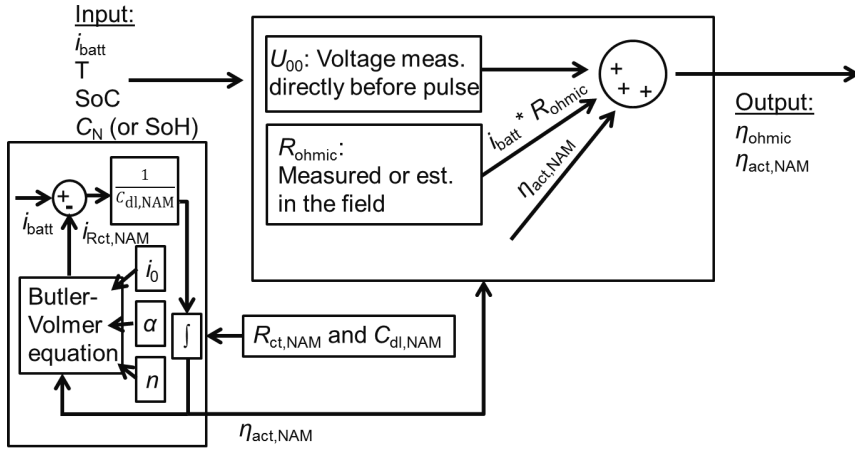 Input:
i_batt
T
SoC
C_N (or SoH)
U_00: Voltage meas.
directly before pulse
R_ohmic:
Measured or est.
in the field
i_batt * R_ohmic
η_act,NAM
+
+ +
Output:
η_ohmic
η_act,NAM
i_batt
+
-
i_Rct,NAM
1
C_dl,NAM
Butler-
Volmer
equation
i_0
α
n
∫
R_ct,NAM and C_dl,NAM
η_act,NAM